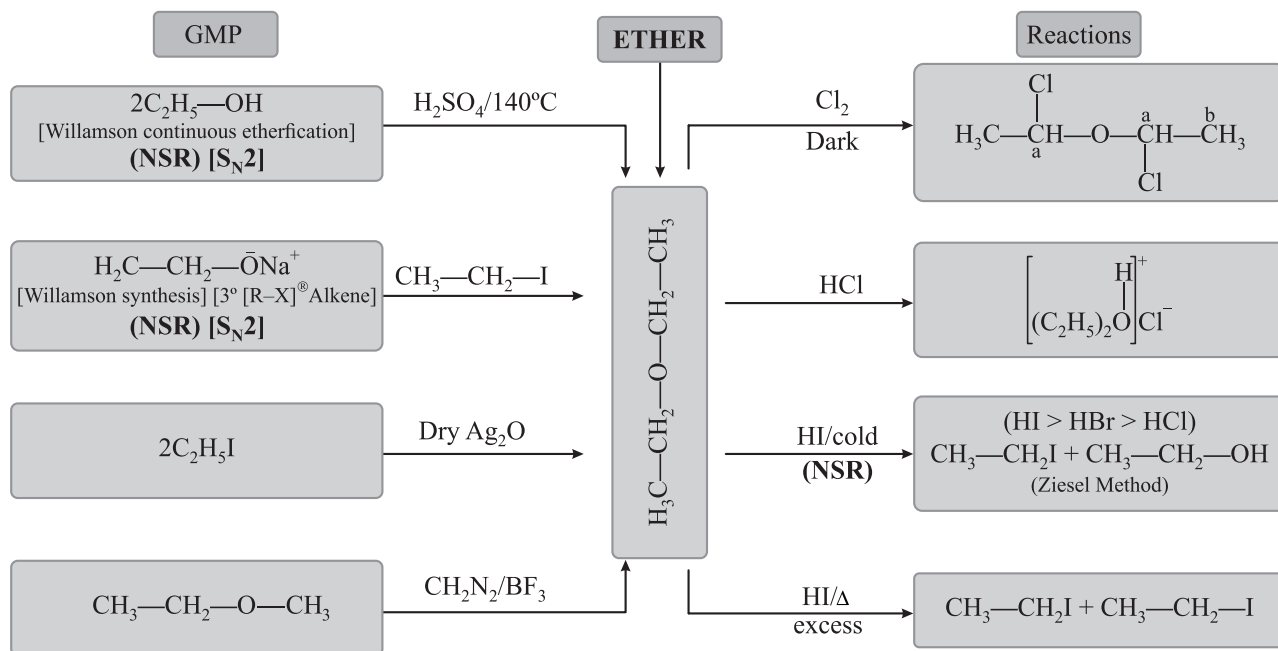 GMP
ETHER
Reactions
2C₂H₅—OH
[Willamson continuous etherfication]
(NSR) [S_N2]
H₂SO₄/140ºC
Cl₂
Dark
Cl
H₃C—CH—O—CH—CH₃
a a b
Cl
H₂C—CH₂—ŌNa⁺
[Willamson synthesis] [3º [R–X]®Alkene]
(NSR) [S_N2]
CH₃—CH₂—I
H₃C—CH₂—O—CH₂—CH₃
HCl
H +
(C₂H₅)₂O Cl⁻
2C₂H₅I
Dry Ag₂O
HI/cold
(NSR)
(HI > HBr > HCl)
CH₃—CH₂I + CH₃—CH₂—OH
(Ziesel Method)
CH₃—CH₂—O—CH₃
CH₂N₂/BF₃
HI/Δ
excess
CH₃—CH₂I + CH₃—CH₂—I